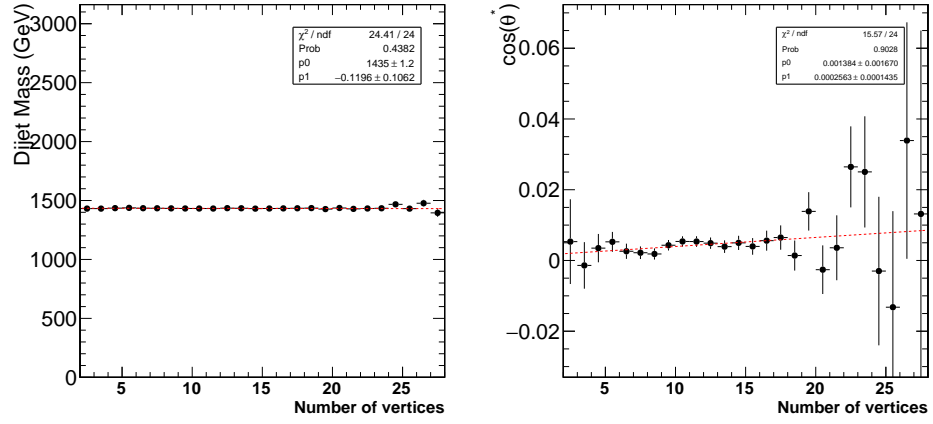 Dijet Mass (GeV)
3000
2500
2000
1500
1000
500
0
5
10
15
20
25
Number of vertices
χ² / ndf 24.41 / 24
Prob 0.4382
p0 1435 ± 1.2
p1 −0.1196 ± 0.1062
cos(θ*)
0.06
0.04
0.02
0
−0.02
5
10
15
20
25
Number of vertices
χ² / ndf 15.57 / 24
Prob 0.9028
p0 0.001384 ± 0.001670
p1 0.0002563 ± 0.0001435